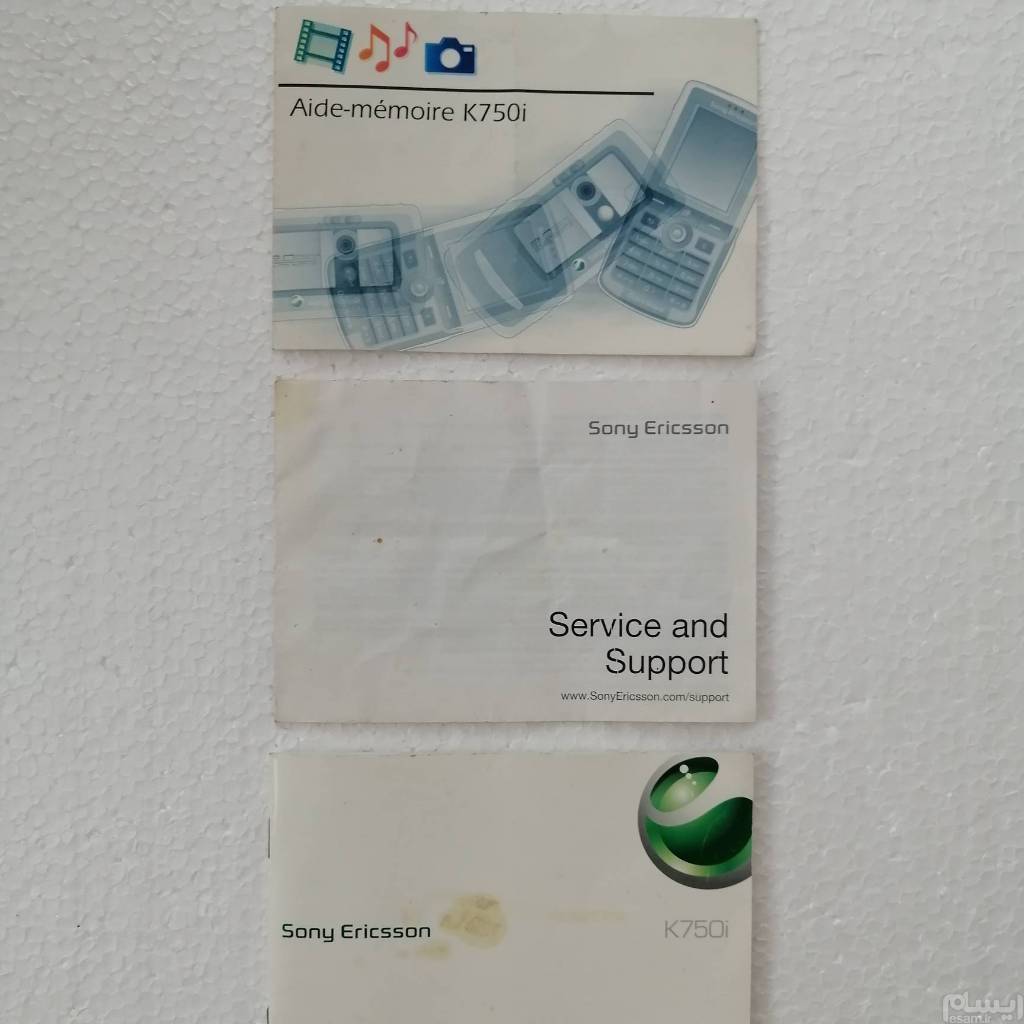 Aide-mémoire K750i
Sony Ericsson
Service and
Support
www.SonyEricsson.com/support
Sony Ericsson
K750i
ایسام
esam.ir